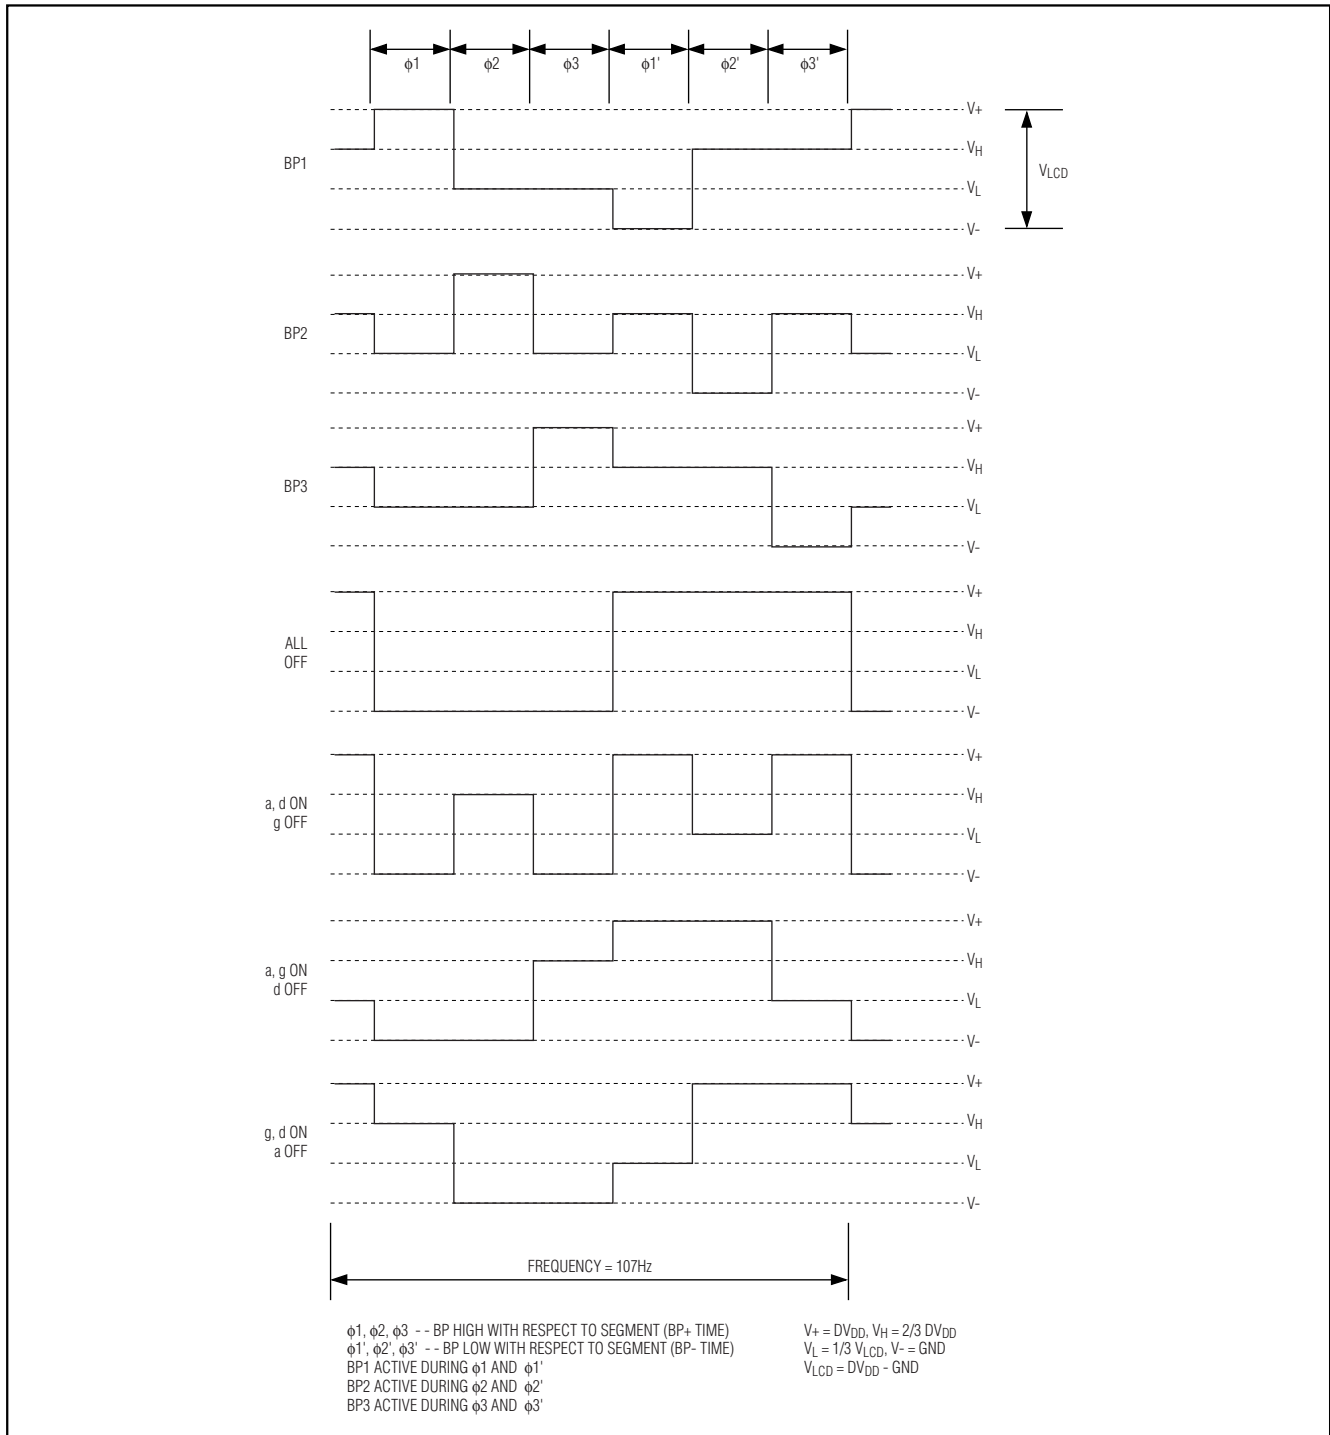 ϕ1 ϕ2 ϕ3 ϕ1' ϕ2' ϕ3'
V+
BP1
VH
VLCD
VL
V-
V+
VH
BP2
VL
V-
V+
VH
BP3
VL
V-
V+
VH
ALL
OFF
VL
V-
V+
VH
a, d ON
g OFF
VL
V-
V+
VH
a, g ON
d OFF
VL
V-
V+
VH
g, d ON
a OFF
VL
V-
FREQUENCY = 107Hz
ϕ1, ϕ2, ϕ3 - - BP HIGH WITH RESPECT TO SEGMENT (BP+ TIME)
ϕ1', ϕ2', ϕ3' - - BP LOW WITH RESPECT TO SEGMENT (BP- TIME)
BP1 ACTIVE DURING ϕ1 AND ϕ1'
BP2 ACTIVE DURING ϕ2 AND ϕ2'
BP3 ACTIVE DURING ϕ3 AND ϕ3'
V+ = DVDD, VH = 2/3 DVDD
VL = 1/3 VLCD, V- = GND
VLCD = DVDD - GND